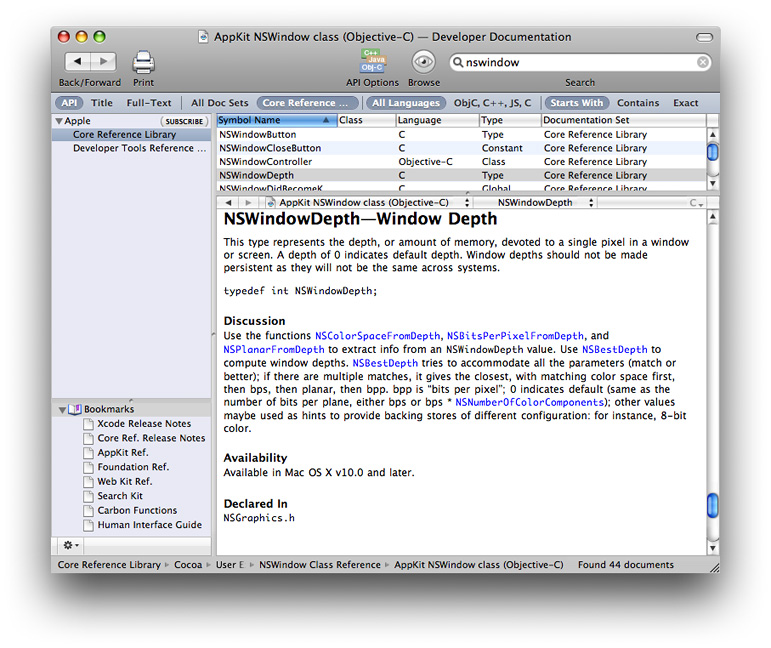 AppKit NSWindow class (Objective-C) — Developer Documentation
C++
Java
Obj-C
nswindow
Back/Forward Print API Options Browse Search
API Title Full-Text All Doc Sets Core Reference ... All Languages ObjC, C++, JS, C Starts With Contains Exact
Apple SUBSCRIBE
Core Reference Library
Developer Tools Reference ...
Symbol Name Class Language Type Documentation Set
NSWindowButton C Type Core Reference Library
NSWindowCloseButton C Constant Core Reference Library
NSWindowController Objective-C Class Core Reference Library
NSWindowDepth C Type Core Reference Library
NSWindowDidBecomeK C Global Core Reference Library
AppKit NSWindow class (Objective-C) NSWindowDepth C
NSWindowDepth—Window Depth
This type represents the depth, or amount of memory, devoted to a single pixel in a window
or screen. A depth of 0 indicates default depth. Window depths should not be made
persistent as they will not be the same across systems.
typedef int NSWindowDepth;
Discussion
Use the functions NSColorSpaceFromDepth, NSBitsPerPixelFromDepth, and
NSPlanarFromDepth to extract info from an NSWindowDepth value. Use NSBestDepth to
compute window depths. NSBestDepth tries to accommodate all the parameters (match or
better); if there are multiple matches, it gives the closest, with matching color space first,
then bps, then planar, then bpp. bpp is "bits per pixel"; 0 indicates default (same as the
number of bits per plane, either bps or bps * NSNumberOfColorComponents); other values
maybe used as hints to provide backing stores of different configuration: for instance, 8-bit
color.
Availability
Available in Mac OS X v10.0 and later.
Declared In
NSGraphics.h
Bookmarks
Xcode Release Notes
Core Ref. Release Notes
AppKit Ref.
Foundation Ref.
Web Kit Ref.
Search Kit
Carbon Functions
Human Interface Guide
Core Reference Library Cocoa User E NSWindow Class Reference AppKit NSWindow class (Objective-C) Found 44 documents